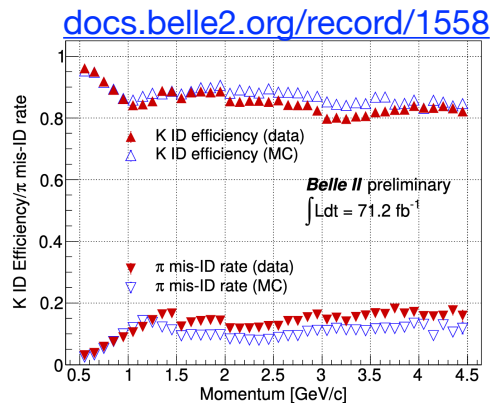 docs.belle2.org/record/1558
K ID Efficiency/π mis-ID rate
1
0.8
0.6
0.4
0.2
0
K ID efficiency (data)
K ID efficiency (MC)
Belle II preliminary
∫Ldt = 71.2 fb⁻¹
π mis-ID rate (data)
π mis-ID rate (MC)
0.5 1 1.5 2 2.5 3 3.5 4 4.5
Momentum [GeV/c]